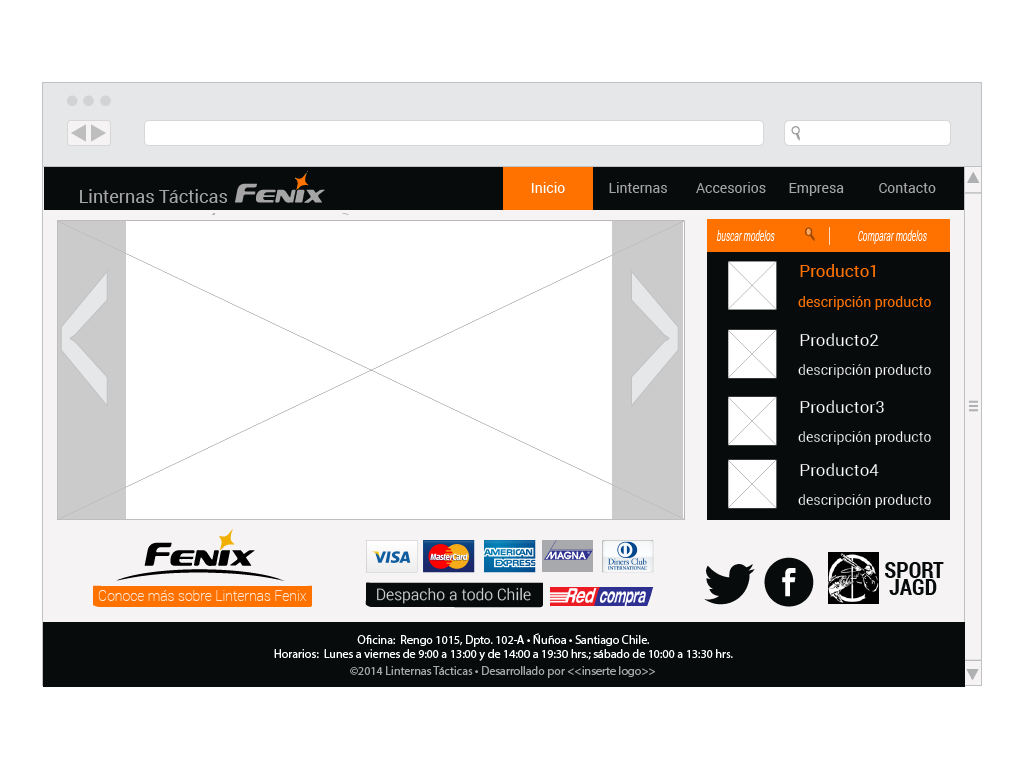 Linternas Tácticas FENIX
Inicio
Linternas
Accesorios
Empresa
Contacto
buscar modelos
Comparar modelos
Producto1
descripción producto
Producto2
descripción producto
Productor3
descripción producto
Producto4
descripción producto
FENIX
Conoce más sobre Linternas Fenix
VISA
MasterCard
AMERICAN
EXPRESS
MAGNA
Diners Club
INTERNATIONAL
Despacho a todo Chile
Red compra
SPORT
JAGD
Oficina: Rengo 1015, Dpto. 102-A • Ñuñoa • Santiago Chile.
Horarios: Lunes a viernes de 9:00 a 13:00 y de 14:00 a 19:30 hrs.; sábado de 10:00 a 13:30 hrs.
©2014 Linternas Tácticas • Desarrollado por <<inserte logo>>